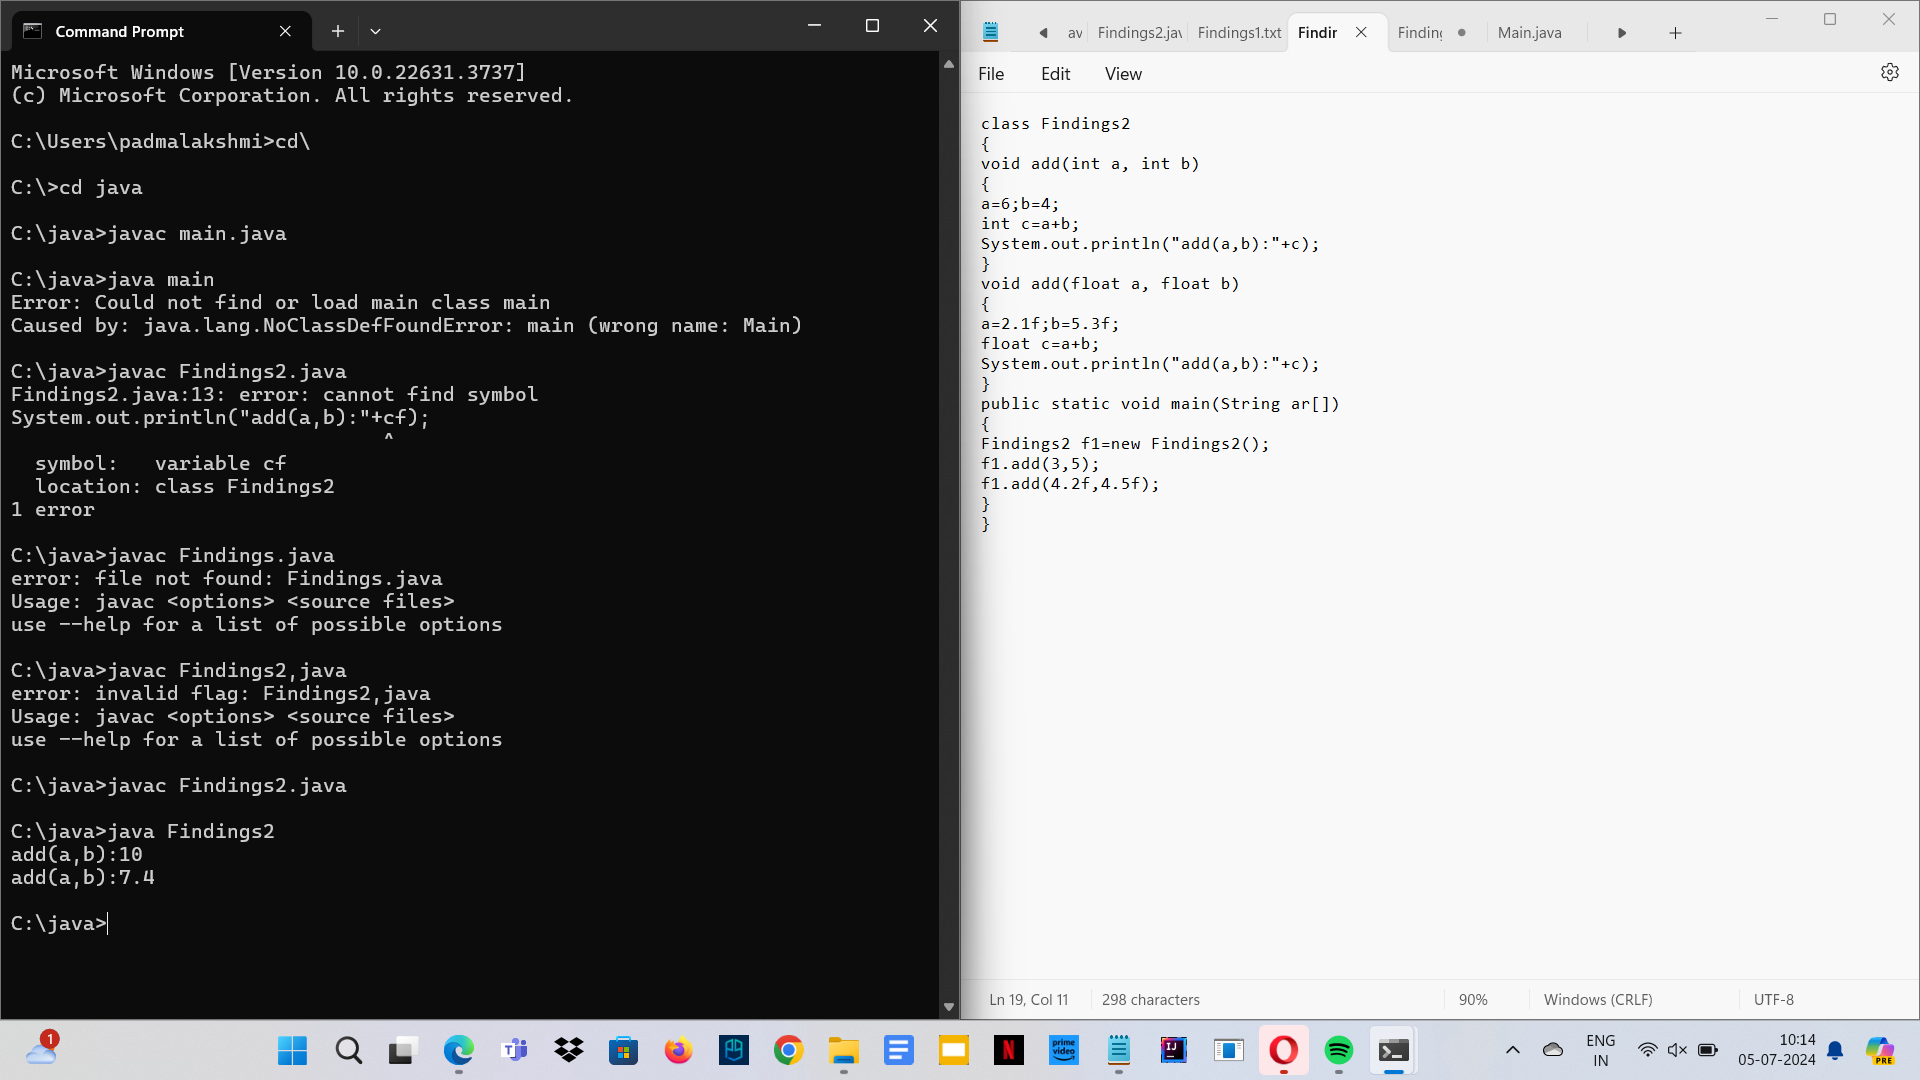 Command Prompt
Microsoft Windows [Version 10.0.22631.3737]
(c) Microsoft Corporation. All rights reserved.
C:\Users\padmalakshmi>cd\
C:\>cd java
C:\java>javac main.java
C:\java>java main
Error: Could not find or load main class main
Caused by: java.lang.NoClassDefFoundError: main (wrong name: Main)
C:\java>javac Findings2.java
Findings2.java:13: error: cannot find symbol
System.out.println("add(a,b):"+cf);
^
symbol:   variable cf
location: class Findings2
1 error
C:\java>javac Findings.java
error: file not found: Findings.java
Usage: javac <options> <source files>
use --help for a list of possible options
C:\java>javac Findings2,java
error: invalid flag: Findings2,java
Usage: javac <options> <source files>
use --help for a list of possible options
C:\java>javac Findings2.java
C:\java>java Findings2
add(a,b):10
add(a,b):7.4
C:\java>
av Findings2.jav Findings1.txt Findir Finding Main.java
File Edit View
class Findings2
{
void add(int a, int b)
{
a=6;b=4;
int c=a+b;
System.out.println("add(a,b):"+c);
}
void add(float a, float b)
{
a=2.1f;b=5.3f;
float c=a+b;
System.out.println("add(a,b):"+c);
}
public static void main(String ar[])
{
Findings2 f1=new Findings2();
f1.add(3,5);
f1.add(4.2f,4.5f);
}
}
Ln 19, Col 11 298 characters 90% Windows (CRLF) UTF-8
1
N
prime video
IJ
ENG
IN
10:14
05-07-2024
PRE